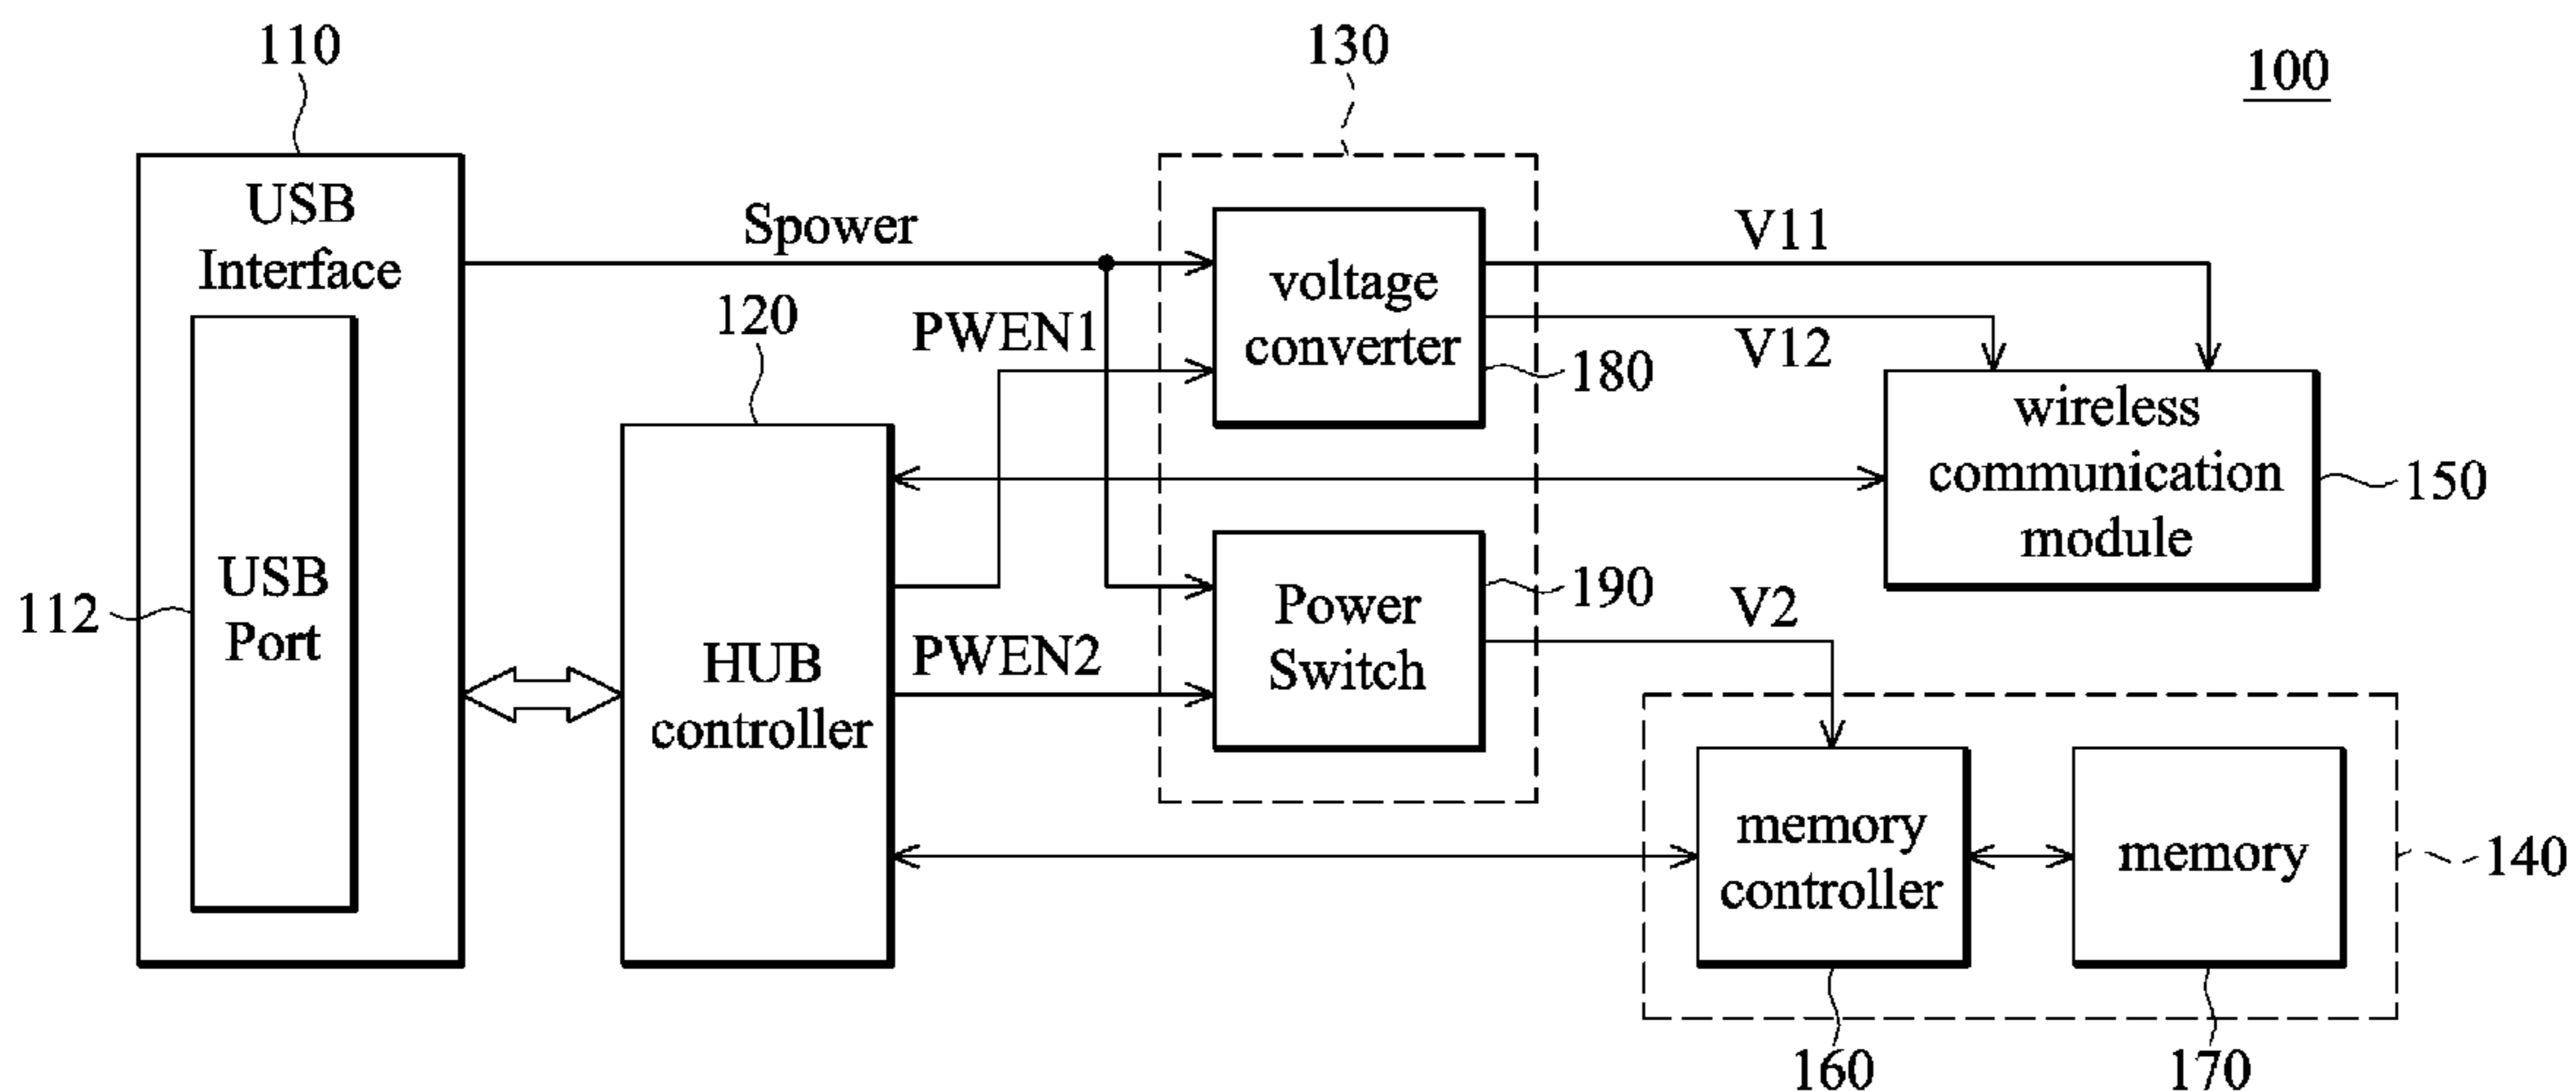 110
130
100
USB
Interface
Spower
V11
voltage
converter
120
PWEN1
V12
180
wireless
communication
module
150
USB
Port
112
190
Power
Switch
V2
HUB
controller
PWEN2
memory
controller
memory
140
160
170